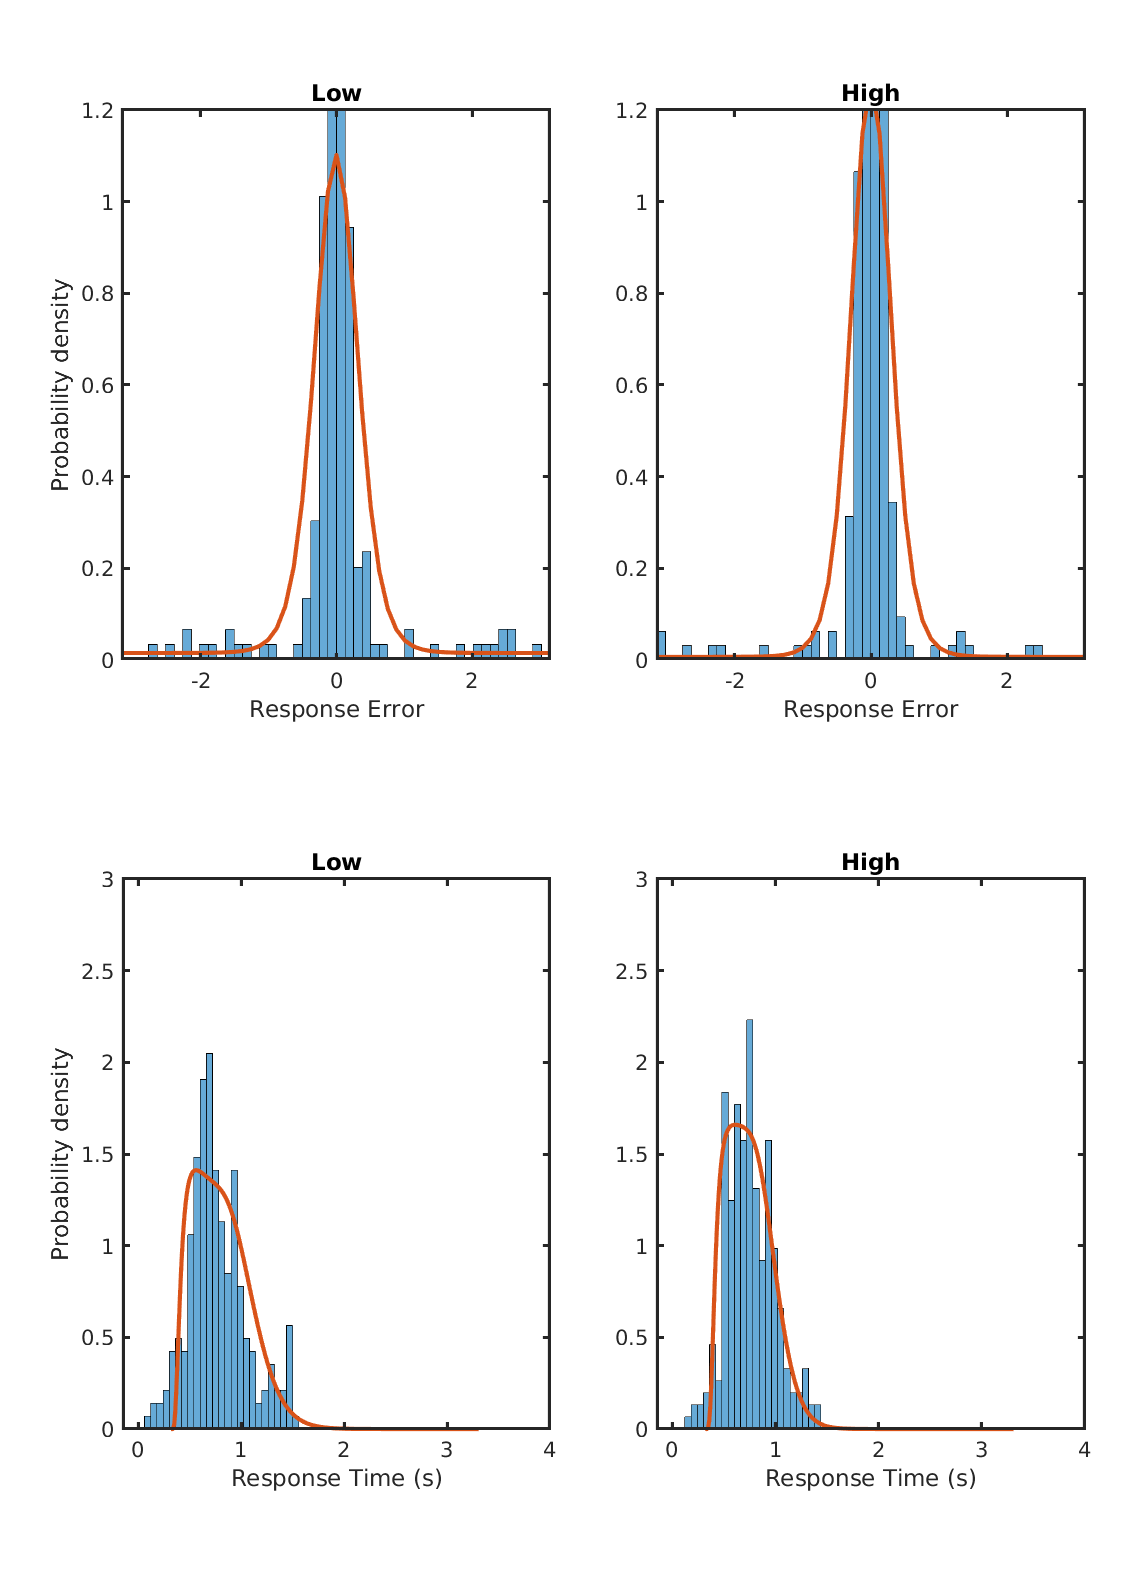 Low High
1.2 1.2
1 1
0.8 0.8
0.6 0.6
0.4 0.4
0.2 0.2
0 0
Probability density
-2 0 2 -2 0 2
Response Error Response Error
Low High
3 3
2.5 2.5
2 2
1.5 1.5
1 1
0.5 0.5
0 0
Probability density
0 1 2 3 4 0 1 2 3 4
Response Time (s) Response Time (s)